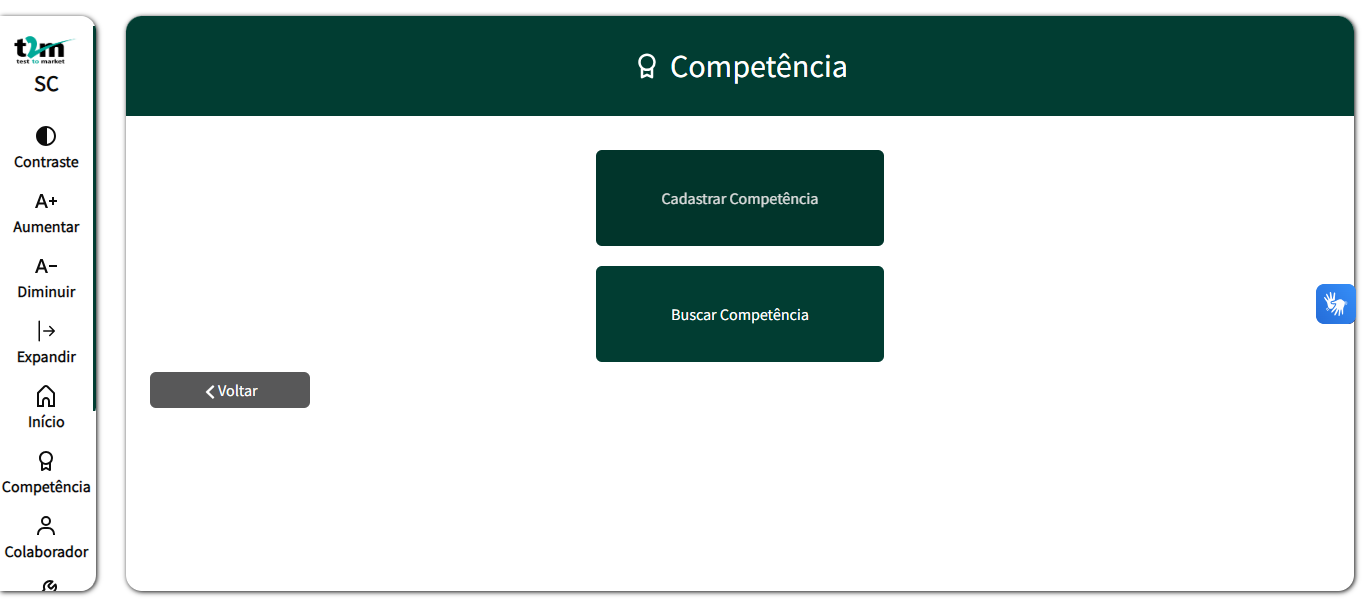 t2m
test to market
SC
Contraste
A+
Aumentar
A−
Diminuir
Expandir
Início
Competência
Colaborador
Competência
Cadastrar Competência
Buscar Competência
Voltar